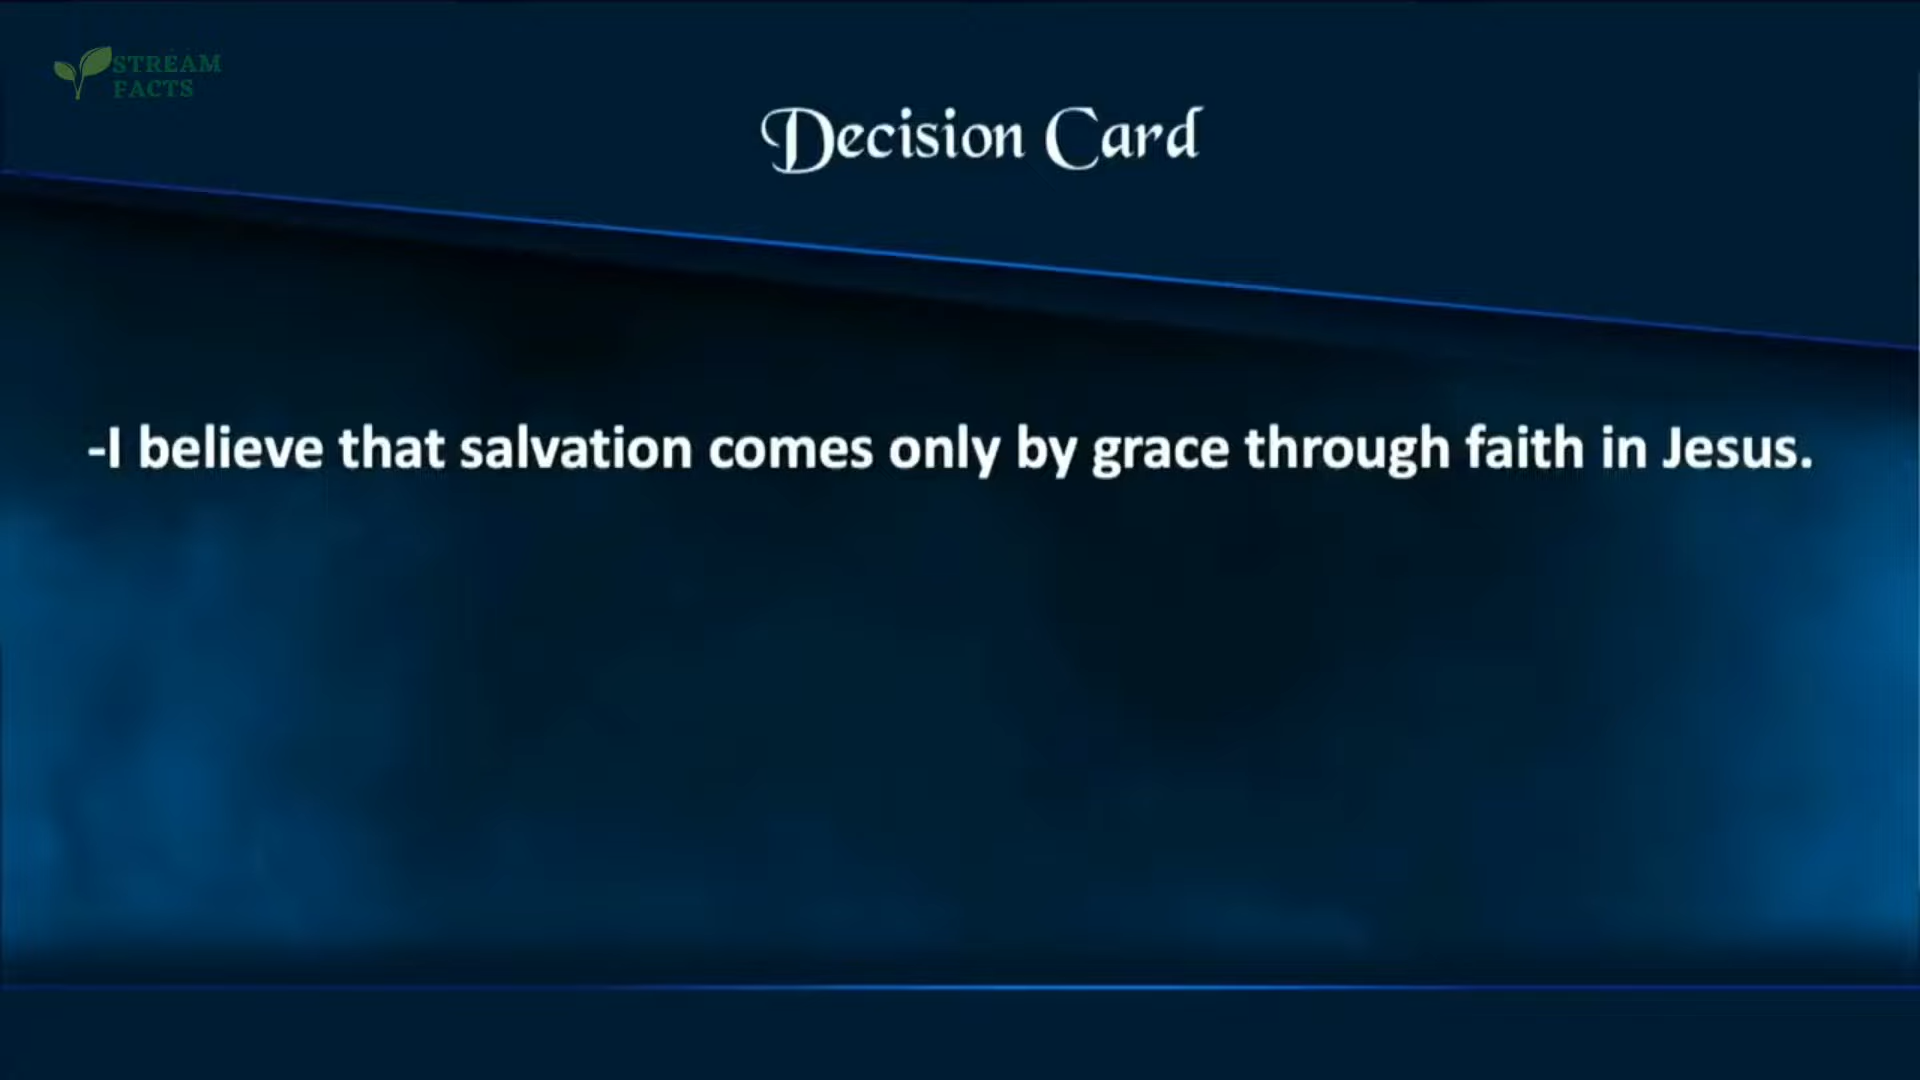 STREAM
FACTS
Decision Card
-I believe that salvation comes only by grace through faith in Jesus.